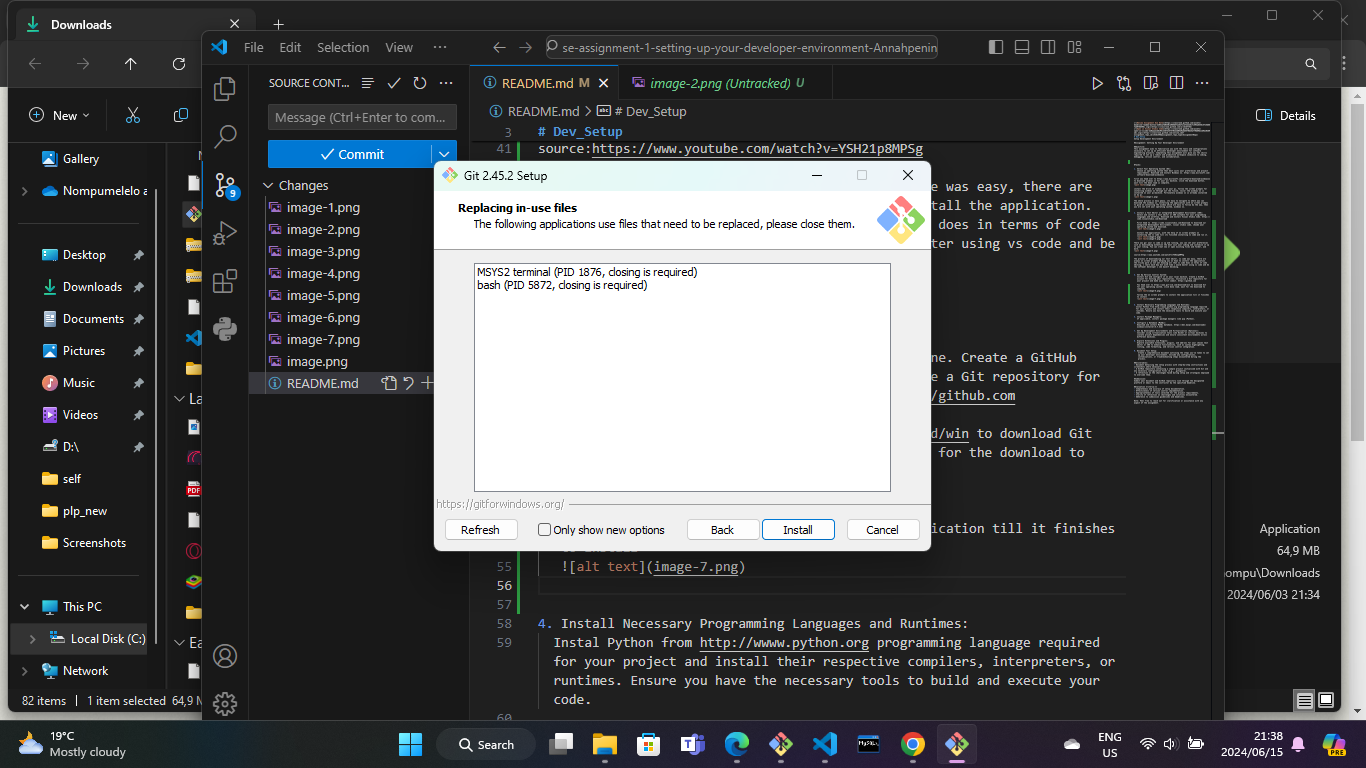 Downloads
New
Details
Gallery
Nompumelelo a
Desktop
Downloads
Documents
Pictures
Music
Videos
D:\
self
plp_new
Screenshots
This PC
Local Disk (C:)
Network
82 items
1 item selected
64,9 M
La
Ea
File Edit Selection View ···
se-assignment-1-setting-up-your-developer-environment-Annahpenin
SOURCE CONT...
Message (Ctrl+Enter to com...
Commit
9
Changes
image-1.png
image-2.png
image-3.png
image-4.png
image-5.png
image-6.png
image-7.png
image.png
README.md
README.md M
image-2.png (Untracked) U
README.md > # Dev_Setup
3 # Dev_Setup
41 source:https://www.youtube.com/watch?v=YSH21p8MPSg
e was easy, there are
tall the application.
does in terms of code
ter using vs code and be
ne. Create a GitHub
e a Git repository for
/github.com
d/win to download Git
for the download to
ication till it finishes
55 ![alt text](image-7.png)
56
57
58 4. Install Necessary Programming Languages and Runtimes:
59 Instal Python from http://wwww.python.org programming language required
for your project and install their respective compilers, interpreters, or
runtimes. Ensure you have the necessary tools to build and execute your
code.
60
Git 2.45.2 Setup
Replacing in-use files
The following applications use files that need to be replaced, please close them.
MSYS2 terminal (PID 1876, closing is required)
bash (PID 5872, closing is required)
https://gitforwindows.org/
Refresh
Only show new options
Back
Install
Cancel
Application
64,9 MB
ompu\Downloads
2024/06/03 21:34
19°C
Mostly cloudy
Search
ENG
US
21:38
2024/06/15
PRE